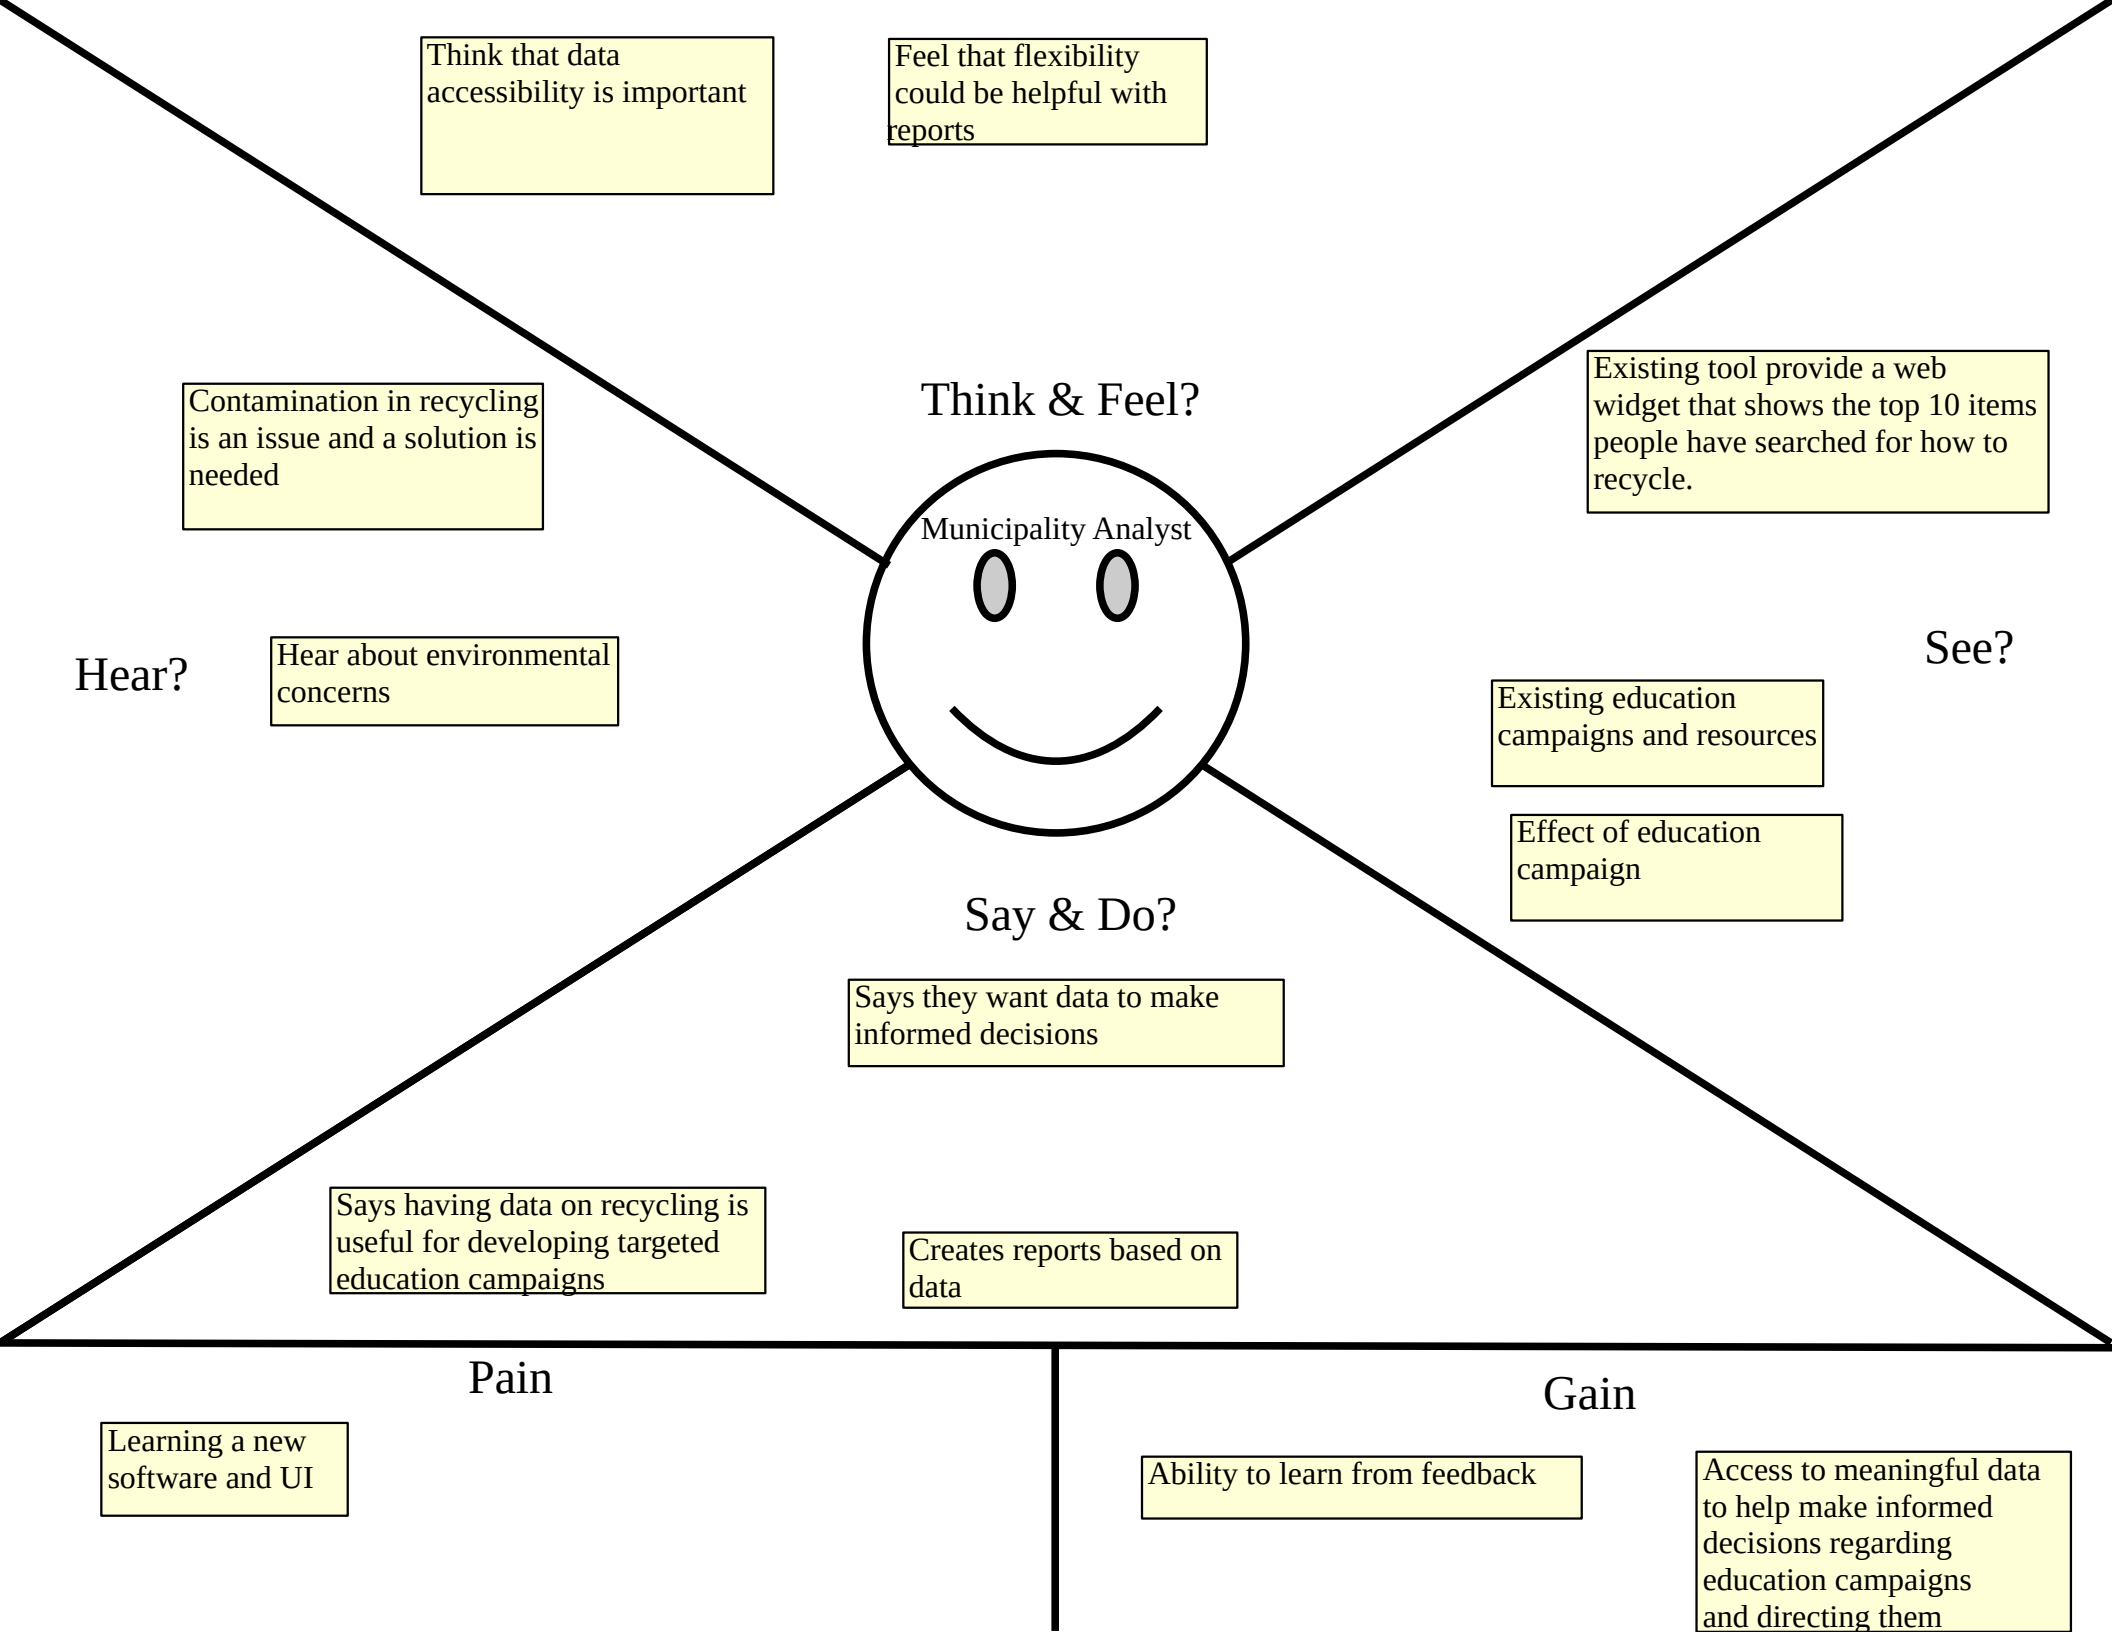 Think that data
accessibility is important
Feel that flexibility
could be helpful with
reports
Think & Feel?
Contamination in recycling
is an issue and a solution is
needed
Hear?
Hear about environmental
concerns
Municipality Analyst
Existing tool provide a web
widget that shows the top 10 items
people have searched for how to
recycle.
See?
Existing education
campaigns and resources
Effect of education
campaign
Say & Do?
Says they want data to make
informed decisions
Says having data on recycling is
useful for developing targeted
education campaigns
Creates reports based on
data
Pain
Learning a new
software and UI
Gain
Ability to learn from feedback
Access to meaningful data
to help make informed
decisions regarding
education campaigns
and directing them